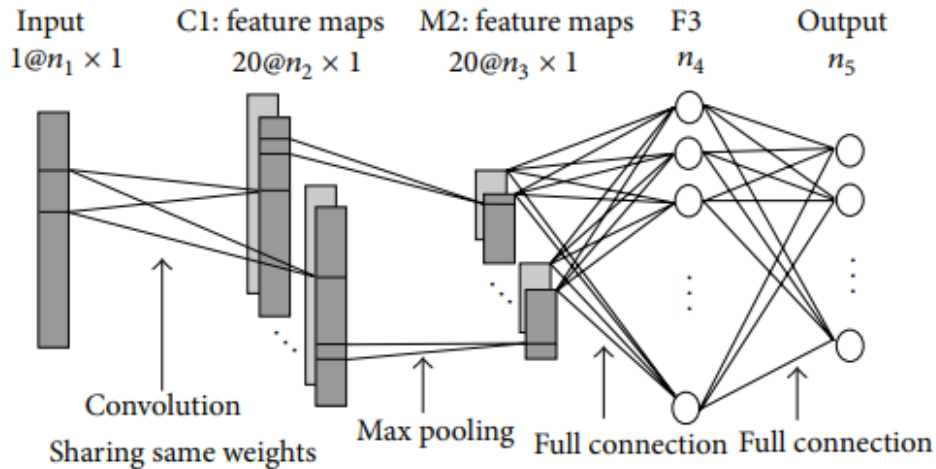 Input
1@n₁ × 1
C1: feature maps
20@n₂ × 1
M2: feature maps
20@n₃ × 1
F3
n₄
Output
n₅
Convolution
Sharing same weights
Max pooling
Full connection
Full connection